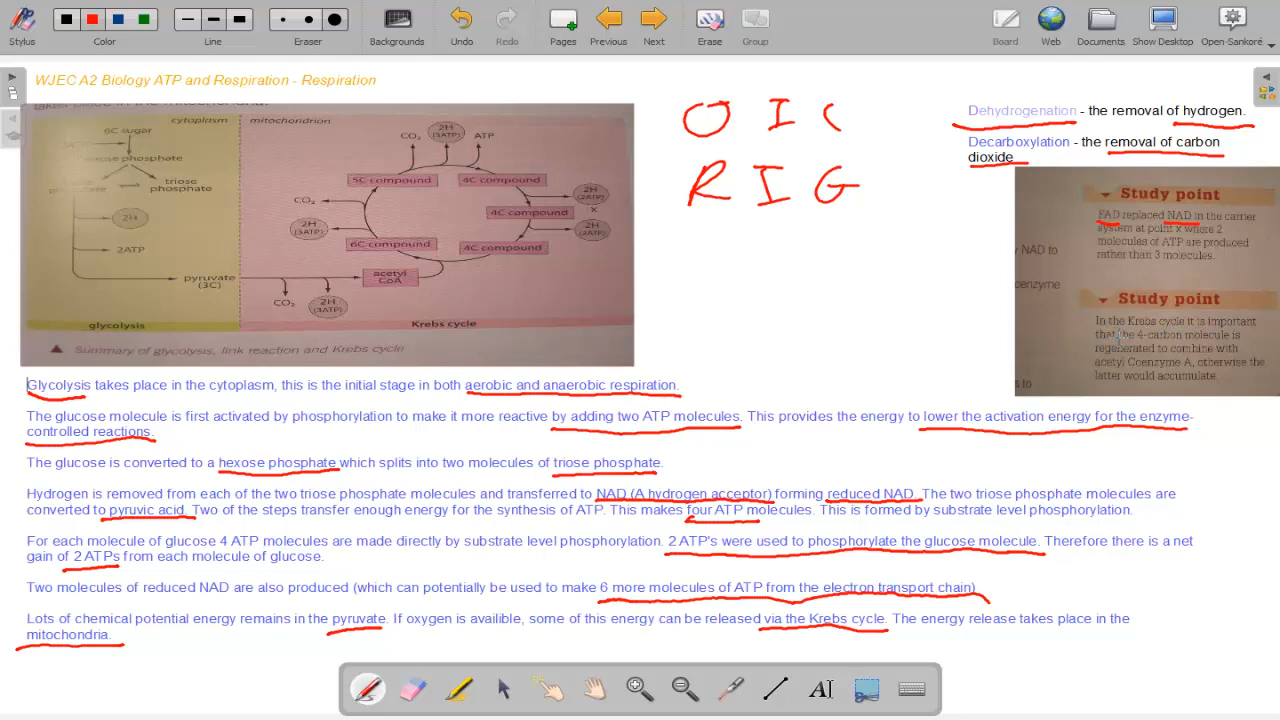 Stylus
Color
Line
Eraser
Backgrounds
Undo
Redo
Pages
Previous
Next
Erase
Group
Board
Web
Documents
Show Desktop
Open-Sankoré
WJEC A2 Biology ATP and Respiration - Respiration
cytoplasm
mitochondrion
6C sugar
hexose phosphate
triose phosphate
2H
2ATP
pyruvate (3C)
glycolysis
CO₂
2H (3ATP)
ATP
5C compound
4C compound
CO₂
2H (2ATP)
4C compound
x
2H (3ATP)
2H
6C compound
4C compound
acetyl CoA
CO₂
2H (3ATP)
Krebs cycle
Summary of glycolysis, link reaction and Krebs cycle
O I
R I G
Dehydrogenation - the removal of hydrogen.
Decarboxylation - the removal of carbon
dioxide
Study point
FAD replaced NAD in the carrier
system at point x where 2
molecules of ATP are produced
rather than 3 molecules.
y NAD to
coenzyme
Study point
In the Krebs cycle it is important
that the 4-carbon molecule is
regenerated to combine with
acetyl Coenzyme A, otherwise the
latter would accumulate.
s to
Glycolysis takes place in the cytoplasm, this is the initial stage in both aerobic and anaerobic respiration.
The glucose molecule is first activated by phosphorylation to make it more reactive by adding two ATP molecules. This provides the energy to lower the activation energy for the enzyme-
controlled reactions.
The glucose is converted to a hexose phosphate which splits into two molecules of triose phosphate.
Hydrogen is removed from each of the two triose phosphate molecules and transferred to NAD (A hydrogen acceptor) forming reduced NAD. The two triose phosphate molecules are
converted to pyruvic acid. Two of the steps transfer enough energy for the synthesis of ATP. This makes four ATP molecules. This is formed by substrate level phosphorylation.
For each molecule of glucose 4 ATP molecules are made directly by substrate level phosphorylation. 2 ATP's were used to phosphorylate the glucose molecule. Therefore there is a net
gain of 2 ATPs from each molecule of glucose.
Two molecules of reduced NAD are also produced (which can potentially be used to make 6 more molecules of ATP from the electron transport chain)
Lots of chemical potential energy remains in the pyruvate. If oxygen is availible, some of this energy can be released via the Krebs cycle. The energy release takes place in the
mitochondria.